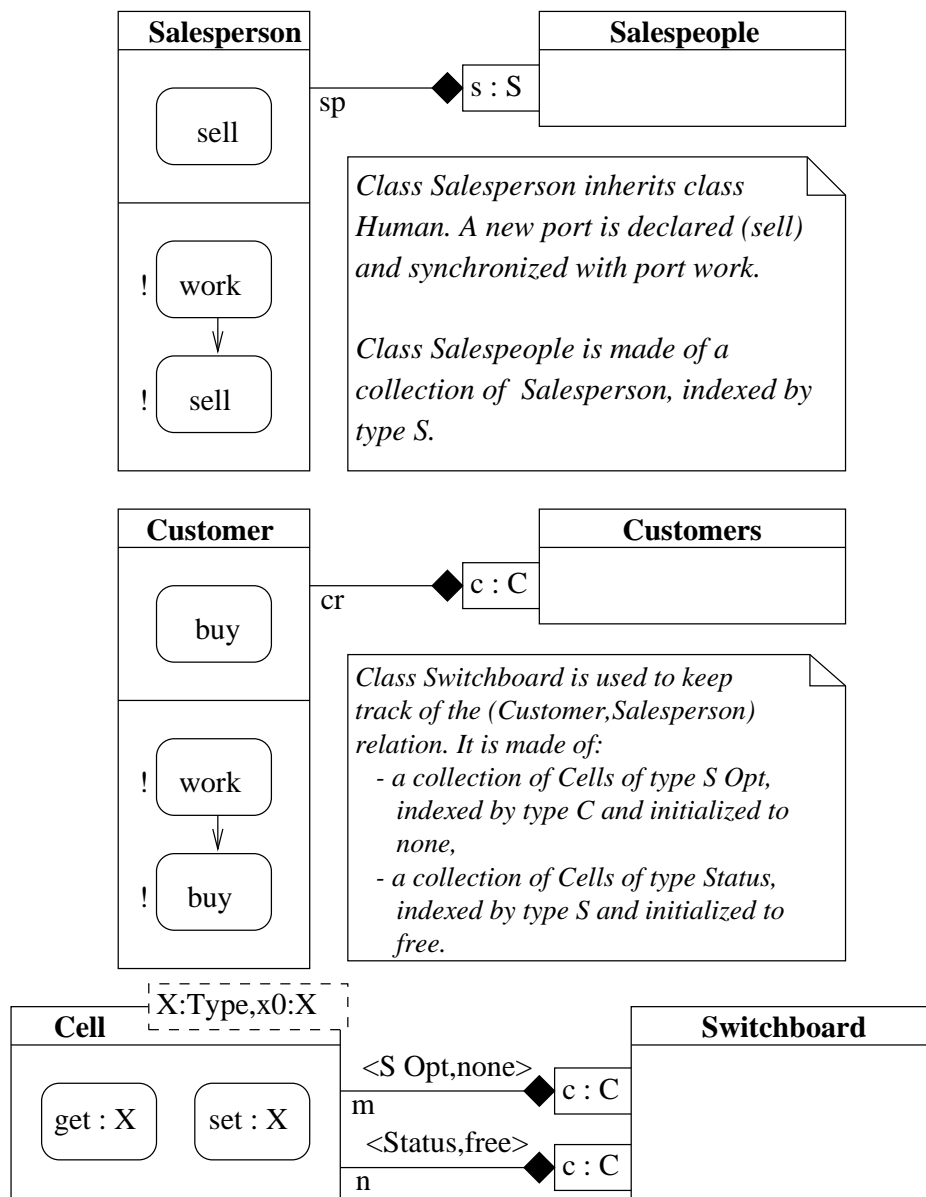 Salesperson
Salespeople
sell
sp
s : S
Class Salesperson inherits class
Human. A new port is declared (sell)
and synchronized with port work.
Class Salespeople is made of a
collection of Salesperson, indexed by
type S.
! work
! sell
Customer
Customers
buy
cr
c : C
Class Switchboard is used to keep
track of the (Customer,Salesperson)
relation. It is made of:
- a collection of Cells of type S Opt,
indexed by type C and initialized to
none,
- a collection of Cells of type Status,
indexed by type S and initialized to
free.
! work
! buy
X:Type,x0:X
Cell
Switchboard
get : X
set : X
<S Opt,none>
m
c : C
<Status,free>
n
c : C